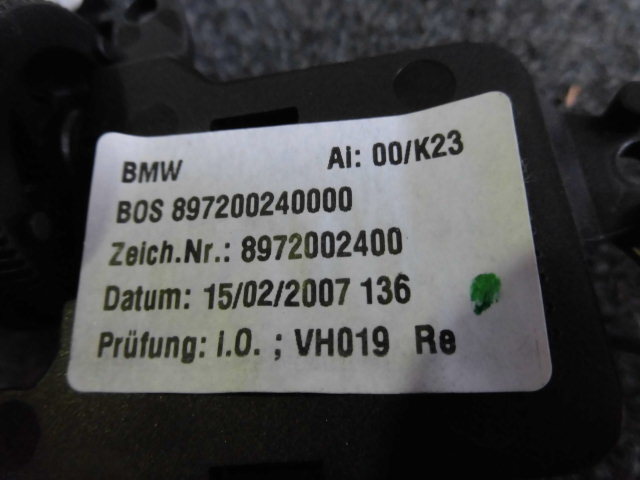 BMW Ai: 00/K23
BOS 897200240000
Zeich.Nr.: 8972002400
Datum: 15/02/2007 136
Prüfung: i.O. ; VH019 Re